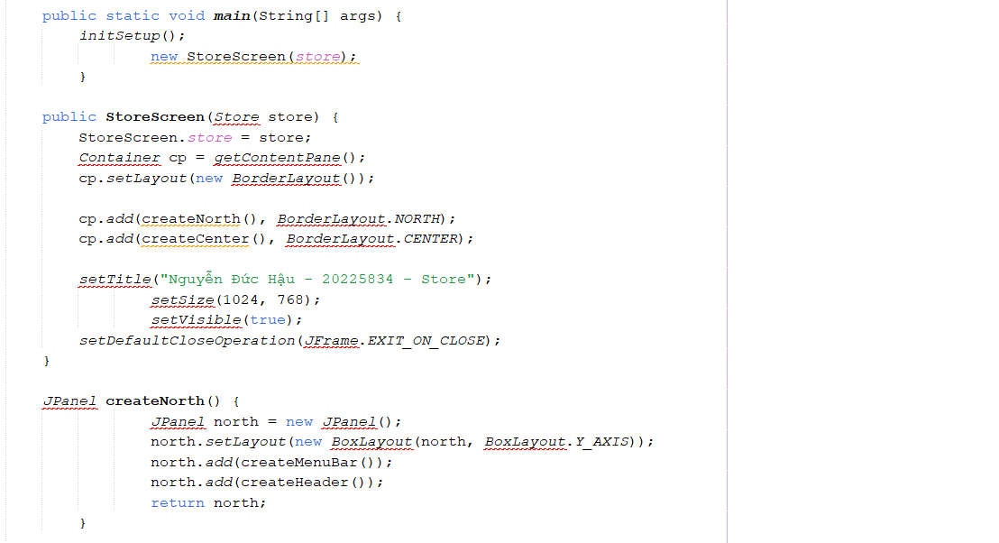 public static void main(String[] args) {
initSetup();
new StoreScreen(store);
}
public StoreScreen(Store store) {
StoreScreen.store = store;
Container cp = getContentPane();
cp.setLayout(new BorderLayout());
cp.add(createNorth(), BorderLayout.NORTH);
cp.add(createCenter(), BorderLayout.CENTER);
setTitle("Nguyễn Đức Hậu - 20225834 - Store");
setSize(1024, 768);
setVisible(true);
setDefaultCloseOperation(JFrame.EXIT_ON_CLOSE);
}
JPanel createNorth() {
JPanel north = new JPanel();
north.setLayout(new BoxLayout(north, BoxLayout.Y_AXIS));
north.add(createMenuBar());
north.add(createHeader());
return north;
}